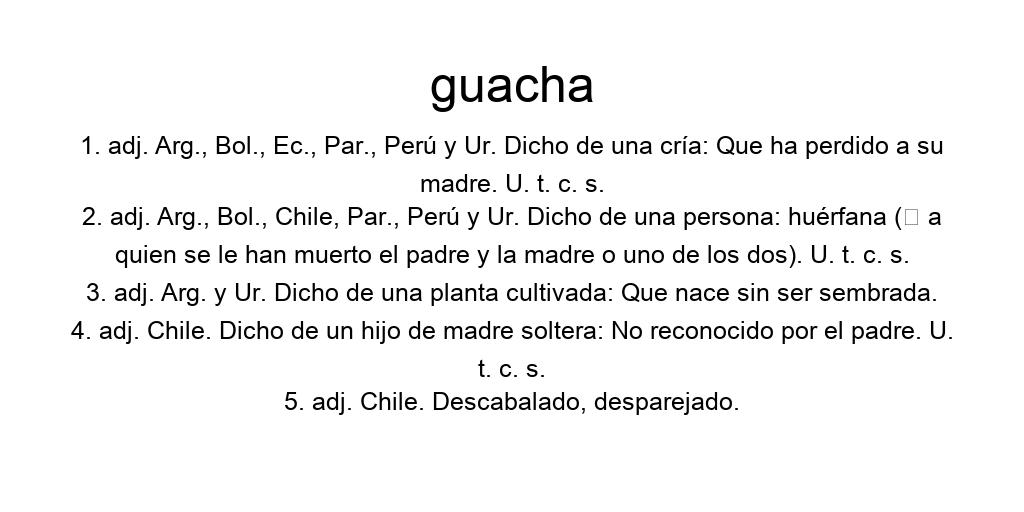 guacha
1. adj. Arg., Bol., Ec., Par., Perú y Ur. Dicho de una cría: Que ha perdido a su
madre. U. t. c. s.
2. adj. Arg., Bol., Chile, Par., Perú y Ur. Dicho de una persona: huérfana (□ a
quien se le han muerto el padre y la madre o uno de los dos). U. t. c. s.
3. adj. Arg. y Ur. Dicho de una planta cultivada: Que nace sin ser sembrada.
4. adj. Chile. Dicho de un hijo de madre soltera: No reconocido por el padre. U.
t. c. s.
5. adj. Chile. Descabalado, desparejado.